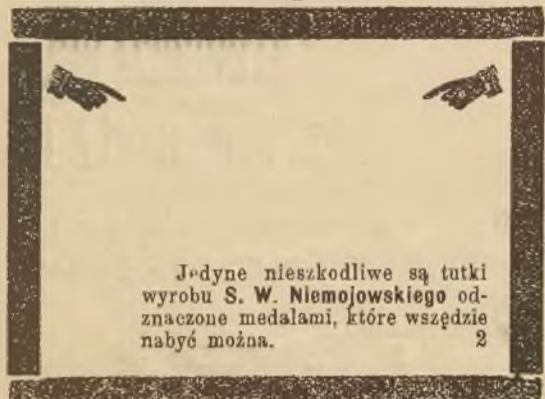 Jedyne nieszkodliwe są tutki
wyrobu S. W. Niemojowskiego od-
znaczone medalami, które wszędzie
nabyć można. 2